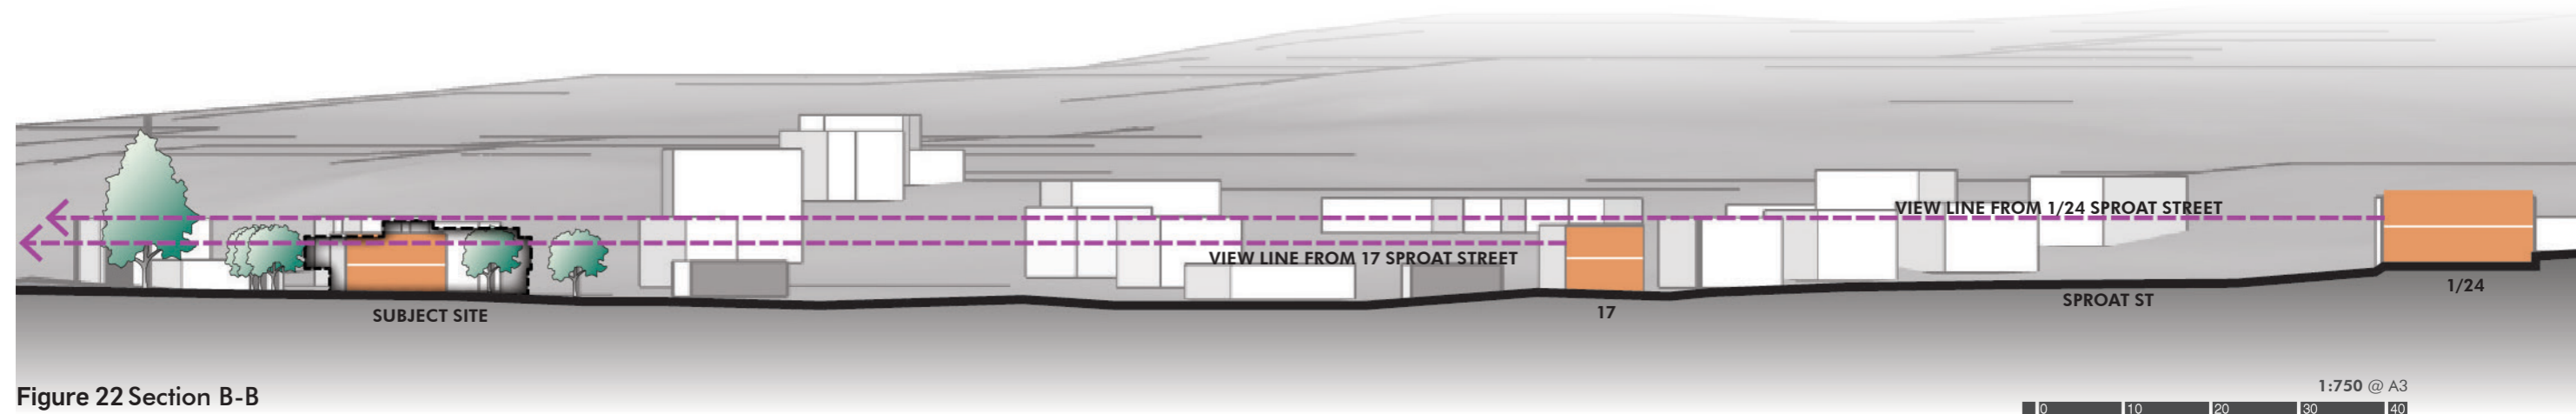 VIEW LINE FROM 1/24 SPROAT STREET
VIEW LINE FROM 17 SPROAT STREET
1/24
SPROAT ST
17
SUBJECT SITE
Figure 22 Section B-B
1:750 @ A3
0 10 20 30 40